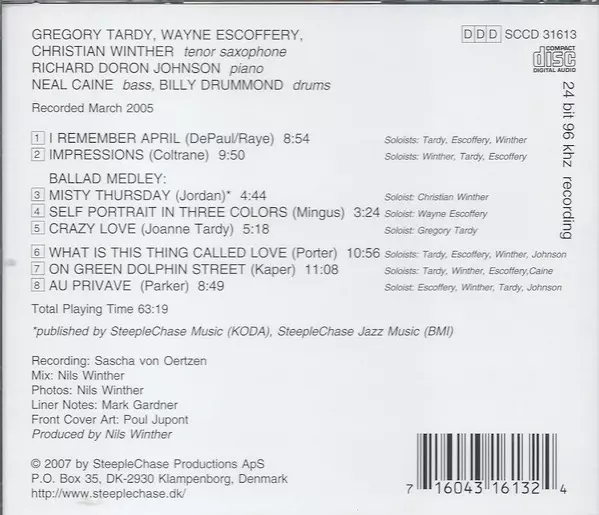 GREGORY TARDY, WAYNE ESCOFFERY,
CHRISTIAN WINTHER tenor saxophone
RICHARD DORON JOHNSON piano
NEAL CAINE bass, BILLY DRUMMOND drums
Recorded March 2005
DDD SCCD 31613
COMPACT
disc
DIGITAL AUDIO
24 bit 96 khz recording
1 I REMEMBER APRIL (DePaul/Raye) 8:54 Soloists: Tardy, Escoffery, Winther
2 IMPRESSIONS (Coltrane) 9:50 Soloists: Winther, Tardy, Escoffery
BALLAD MEDLEY:
3 MISTY THURSDAY (Jordan)* 4:44 Soloist: Christian Winther
4 SELF PORTRAIT IN THREE COLORS (Mingus) 3:24 Soloist: Wayne Escoffery
5 CRAZY LOVE (Joanne Tardy) 5:18 Soloist: Gregory Tardy
6 WHAT IS THIS THING CALLED LOVE (Porter) 10:56 Soloists: Tardy, Escoffery, Winther, Johnson
7 ON GREEN DOLPHIN STREET (Kaper) 11:08 Soloists: Tardy, Winther, Escoffery,Caine
8 AU PRIVAVE (Parker) 8:49 Soloist: Escoffery, Winther, Tardy, Johnson
Total Playing Time 63:19
*published by SteepleChase Music (KODA), SteepleChase Jazz Music (BMI)
Recording: Sascha von Oertzen
Mix: Nils Winther
Photos: Nils Winther
Liner Notes: Mark Gardner
Front Cover Art: Poul Jupont
Produced by Nils Winther
© 2007 by SteepleChase Productions ApS
P.O. Box 35, DK-2930 Klampenborg, Denmark
http://www.steeplechase.dk/
7 16043 16132 4